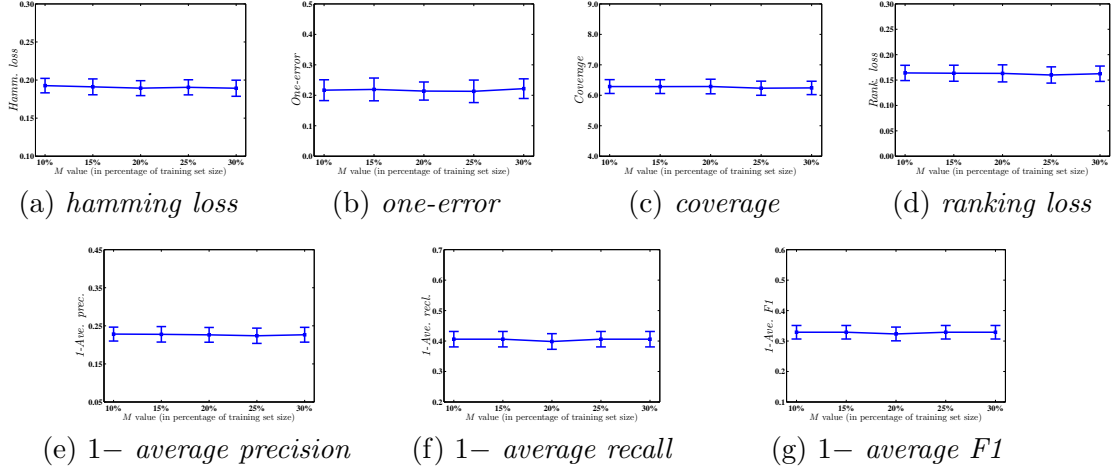 Hamm. loss
0.30
0.25
0.20
0.15
0.10
10% 15% 20% 25% 30%
M value (in percentage of training set size)
(a) hamming loss
One-error
0.5
0.4
0.3
0.2
0.1
0.0
10% 15% 20% 25% 30%
M value (in percentage of training set size)
(b) one-error
Coverage
9.0
8.0
7.0
6.0
5.0
4.0
10% 15% 20% 25% 30%
M value (in percentage of training set size)
(c) coverage
Rank. loss
0.30
0.25
0.20
0.15
0.10
0.05
0.00
10% 15% 20% 25% 30%
M value (in percentage of training set size)
(d) ranking loss
1-Ave. prec.
0.45
0.35
0.25
0.15
0.05
10% 15% 20% 25% 30%
M value (in percentage of training set size)
(e) 1− average precision
1-Ave. recl.
0.7
0.6
0.5
0.4
0.3
0.2
10% 15% 20% 25% 30%
M value (in percentage of training set size)
(f) 1− average recall
1-Ave. F1
0.6
0.5
0.4
0.3
0.2
0.1
10% 15% 20% 25% 30%
M value (in percentage of training set size)
(g) 1− average F1